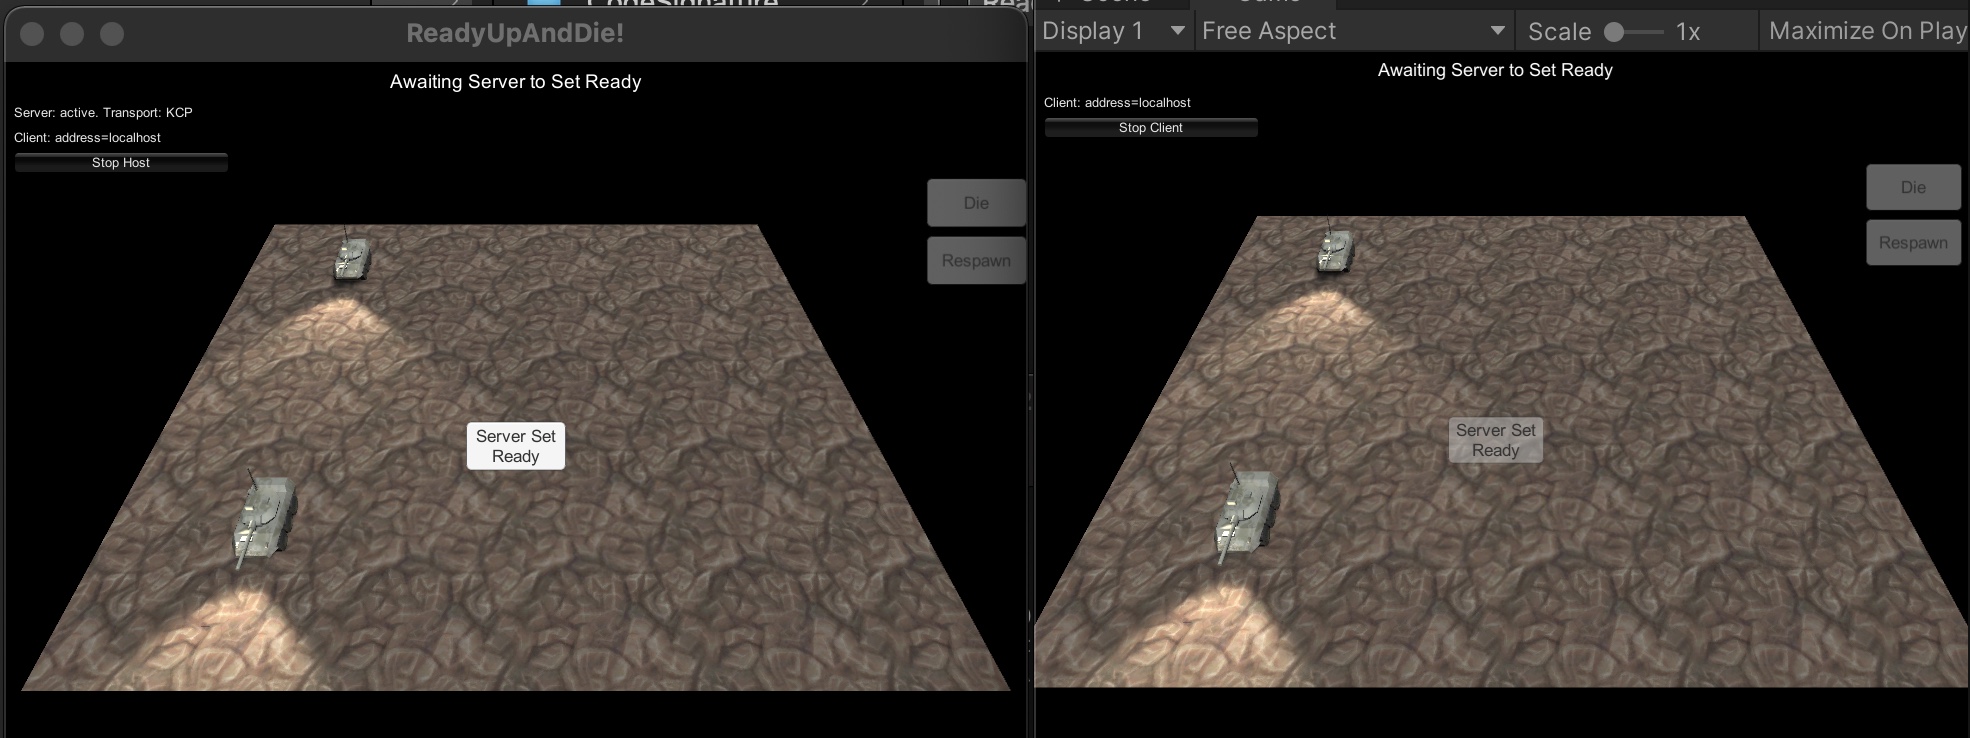 ReadyUpAndDie!
Awaiting Server to Set Ready
Server: active. Transport: KCP
Client: address=localhost
Stop Host
Die
Respawn
Server Set
Ready
Display 1
Free Aspect
Scale
1x
Maximize On Play
Awaiting Server to Set Ready
Client: address=localhost
Stop Client
Die
Respawn
Server Set
Ready